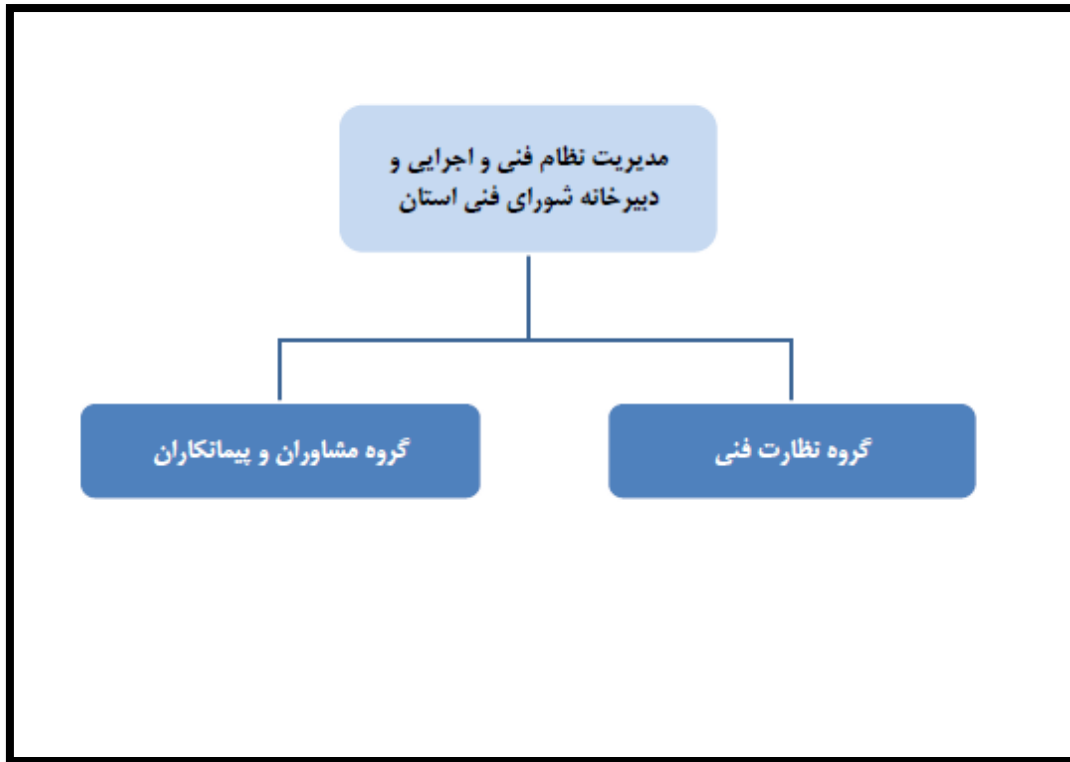 مدیریت نظام فنی و اجرایی و
دبیرخانه شورای فنی استان
گروه نظارت فنی
گروه مشاوران و پیمانکاران